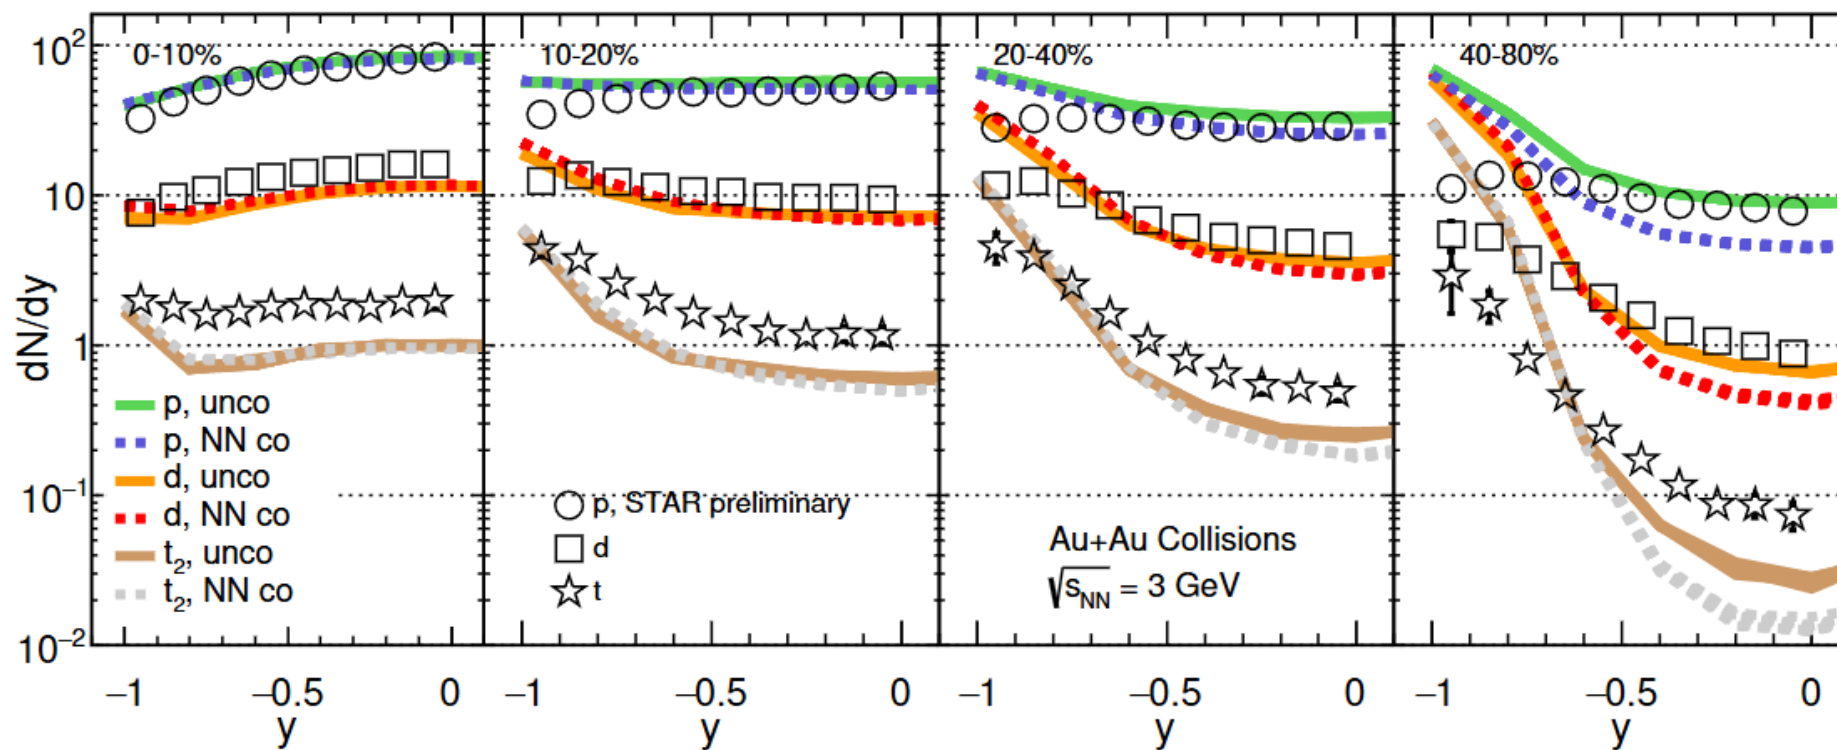 0-10%
10-20%
20-40%
40-80%
dN/dy
10²
10
1
10⁻¹
10⁻²
p, unco
p, NN co
d, unco
d, NN co
t₂, unco
t₂, NN co
p, STAR preliminary
d
t
Au+Au Collisions
√s_NN = 3 GeV
−1 −0.5 0
−1 −0.5 0
−1 −0.5 0
−1 −0.5 0
y
y
y
y